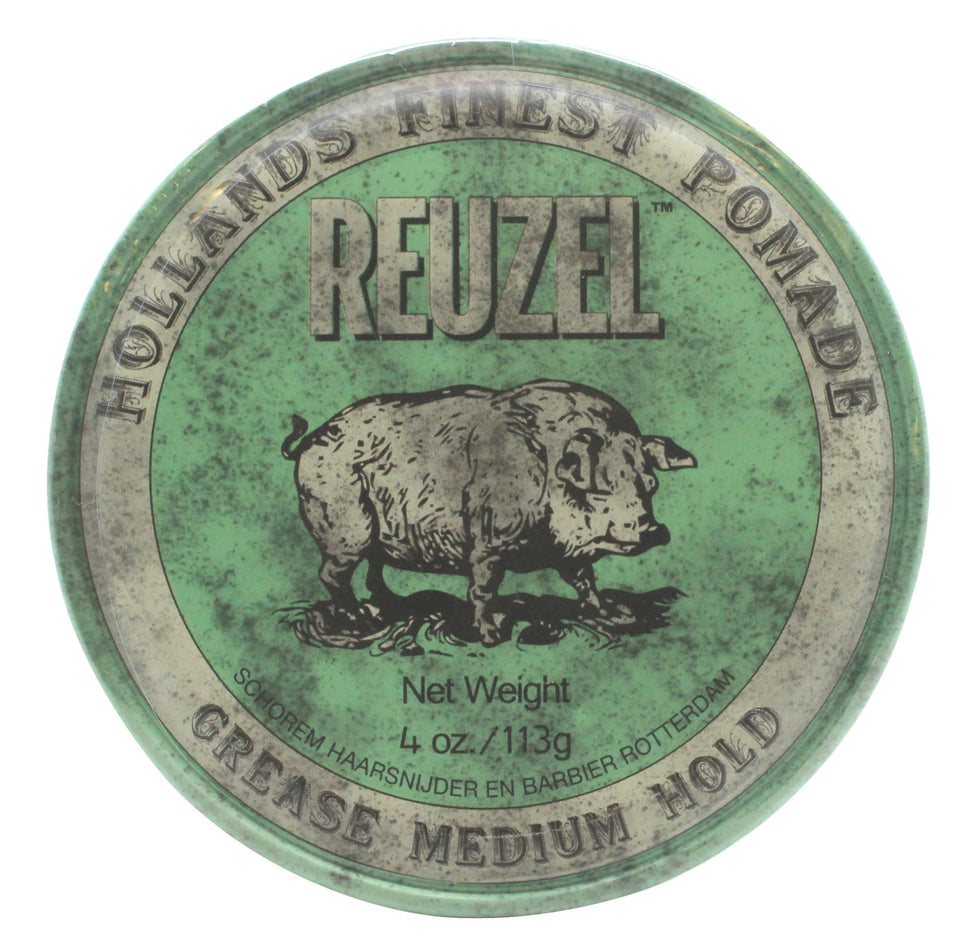 HOLLANDS FINEST POMADE
REUZEL™
Net Weight
4 oz./113g
SCHOREM HAARSNIJDER EN BARBIER ROTTERDAM
GREASE MEDIUM HOLD